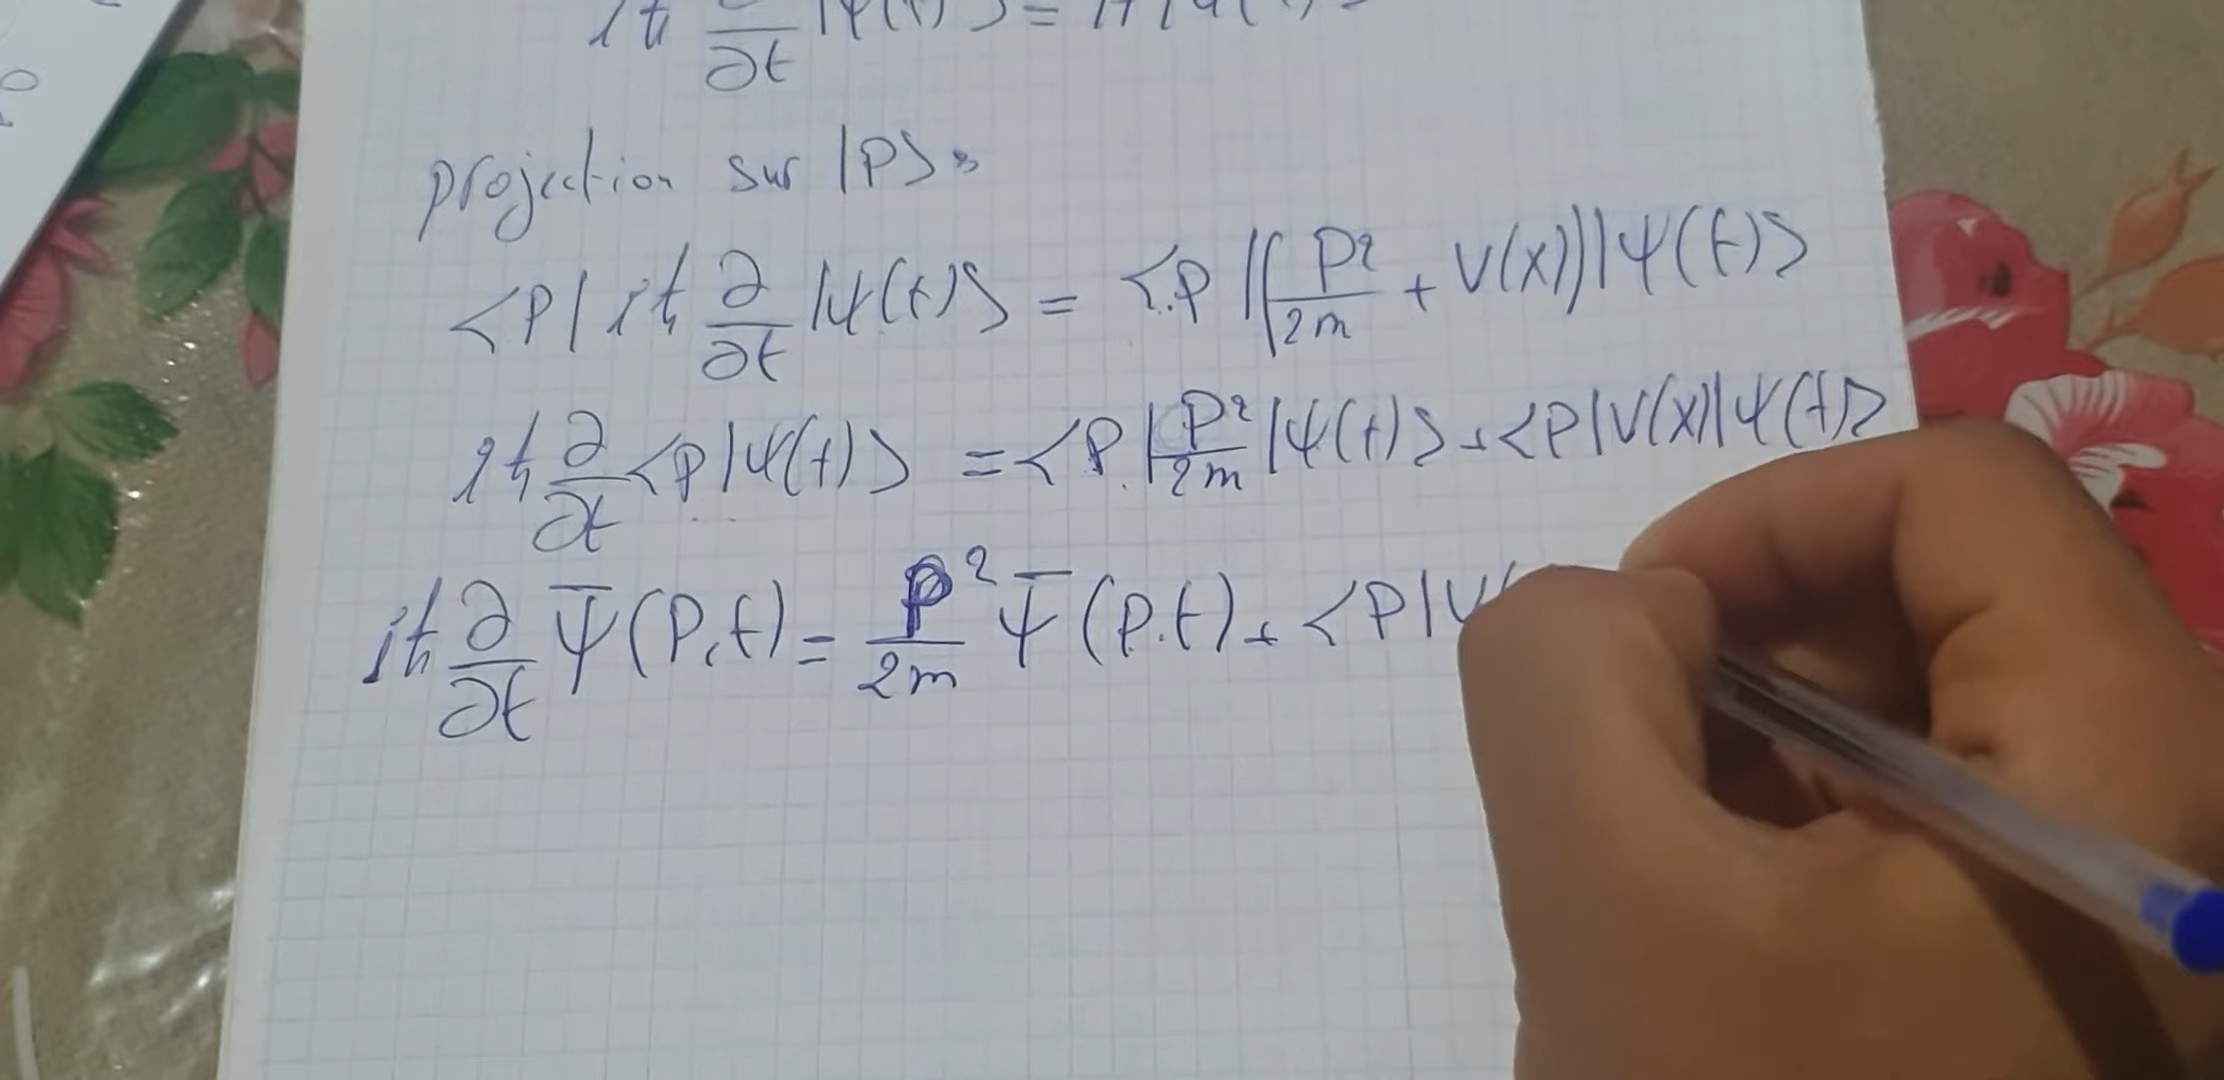 iħ ∂/∂t |Ψ(t)> = H |Ψ(t)>
projection sur |P>:
<P| iħ ∂/∂t |Ψ(t)> = <P| (P²/2m + V(x)) |Ψ(t)>
iħ ∂/∂t <P|Ψ(t)> = <P| P²/2m |Ψ(t)> + <P|V(x)|Ψ(t)>
iħ ∂/∂t Ψ̄(P,t) = P²/2m Ψ̄(P,t) + <P|V(